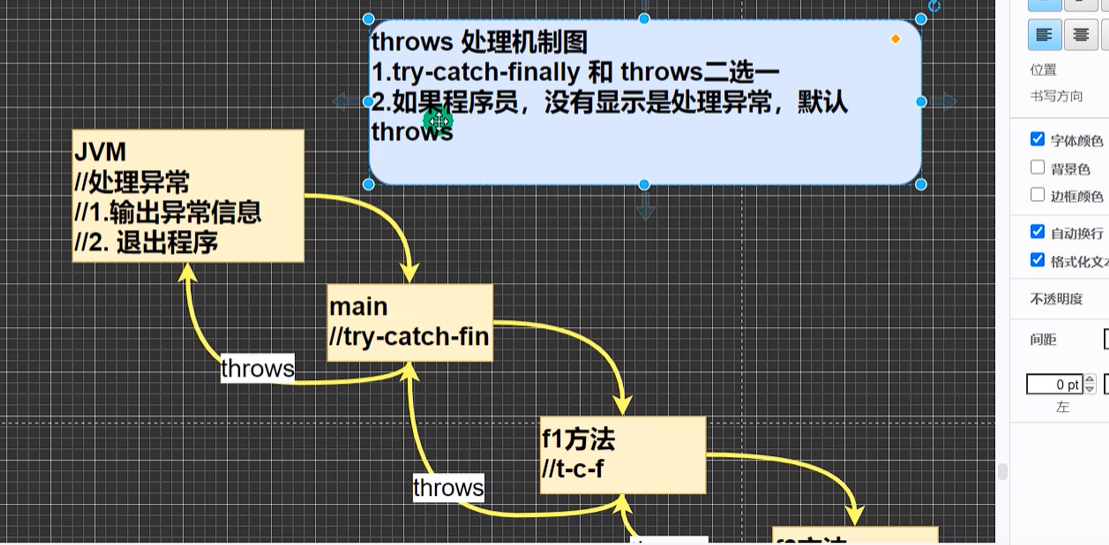 throws 处理机制图
1.try-catch-finally 和 throws二选一
2.如果程序员，没有显示是处理异常，默认
throws
JVM
//处理异常
//1.输出异常信息
//2. 退出程序
main
//try-catch-fin
throws
f1方法
//t-c-f
throws
位置
书写方向
字体颜色
背景色
边框颜色
自动换行
格式化文本
不透明度
间距
0 pt
左